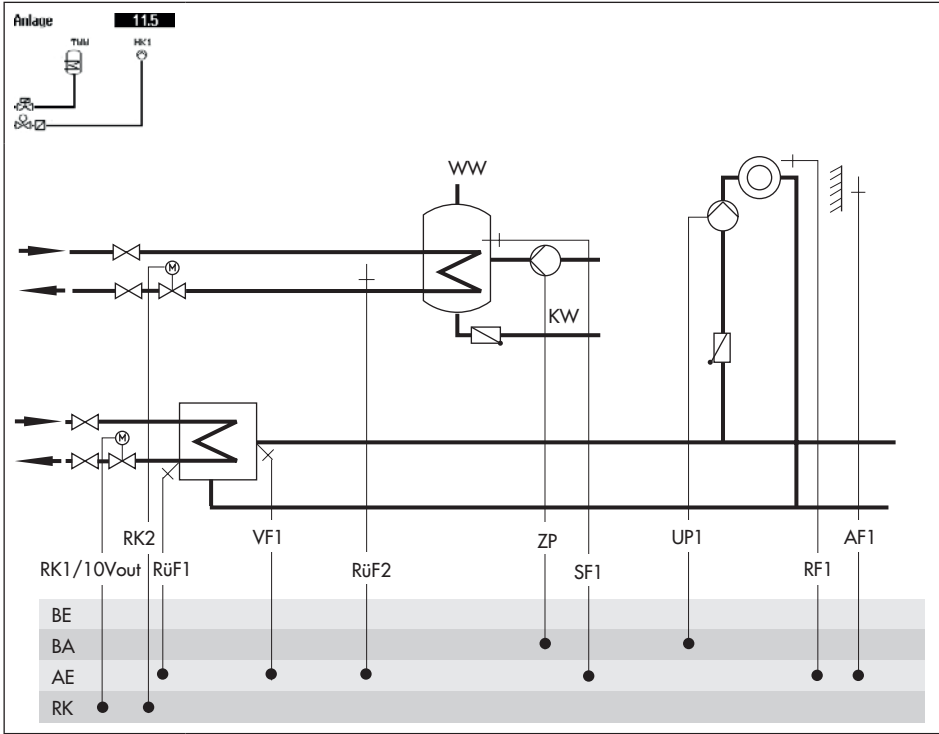 Anlage 11.5
TWW HK1
WW
KW
RK2 VF1 ZP UP1 AF1
RK1/10Vout RüF1 RüF2 SF1 RF1
BE
BA
AE
RK
M
M